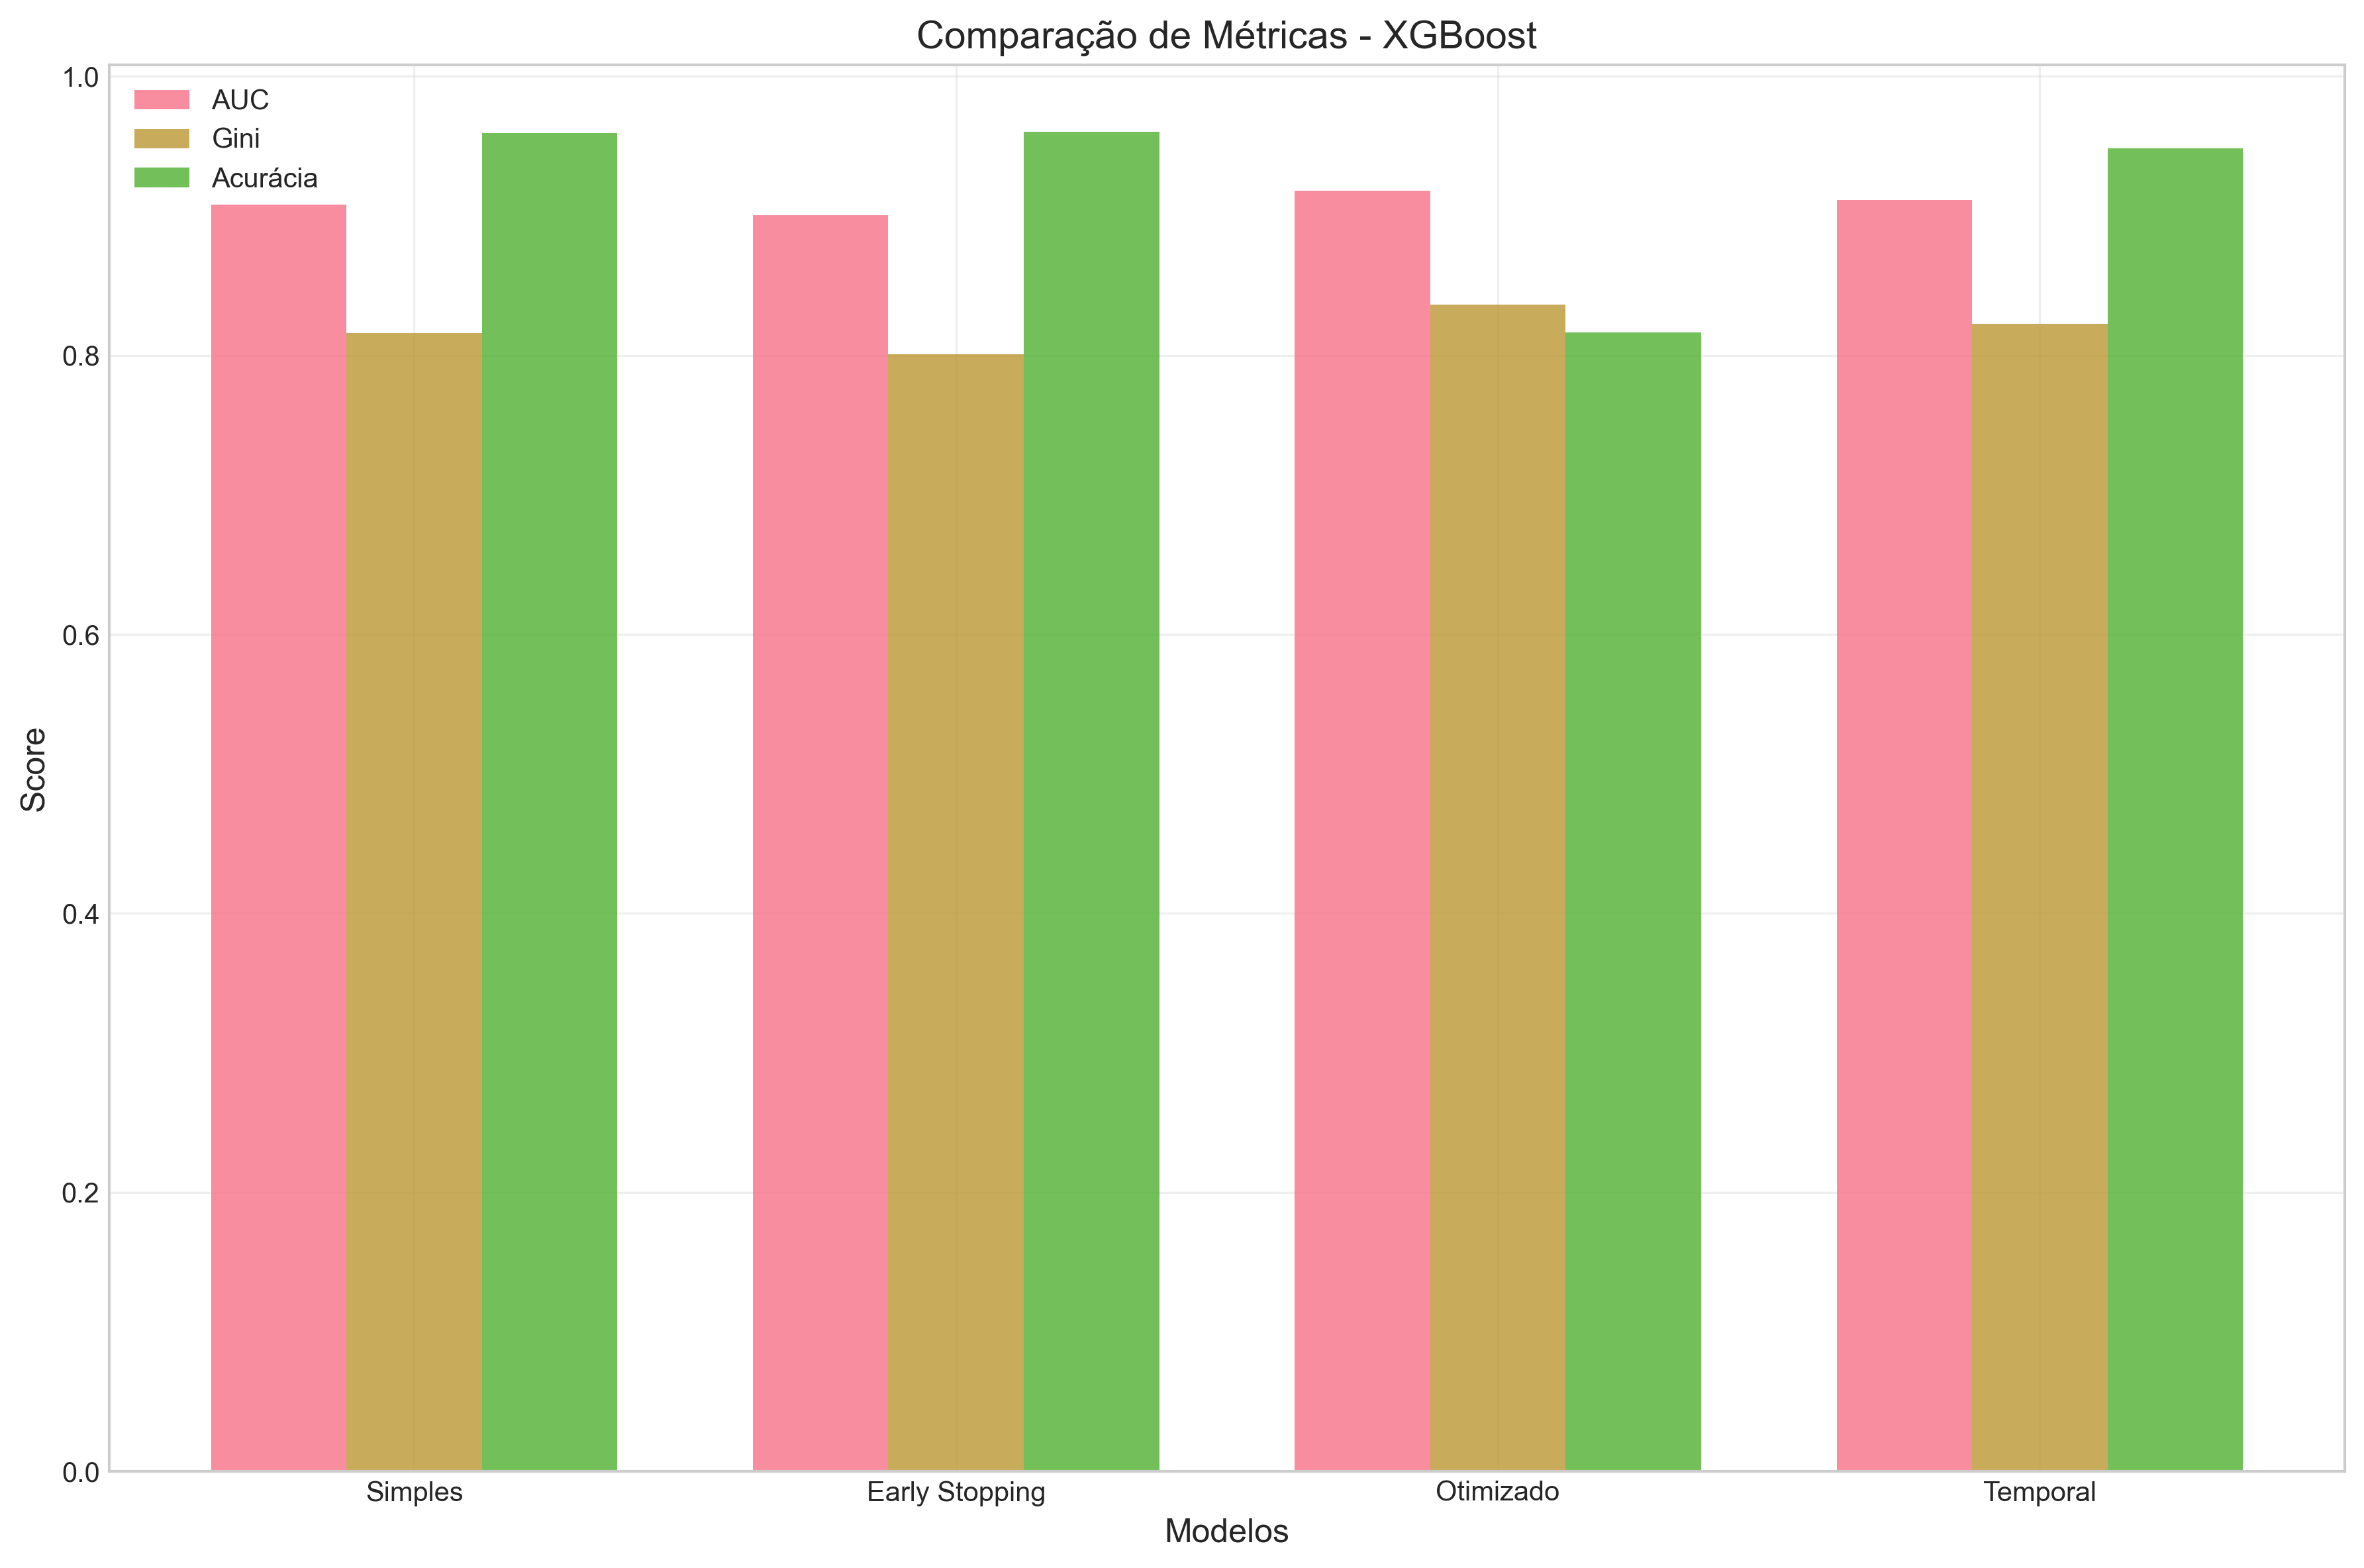 Comparação de Métricas - XGBoost
AUC
Gini
Acurácia
1.0
0.8
0.6
0.4
0.2
0.0
Score
Simples
Early Stopping
Otimizado
Temporal
Modelos